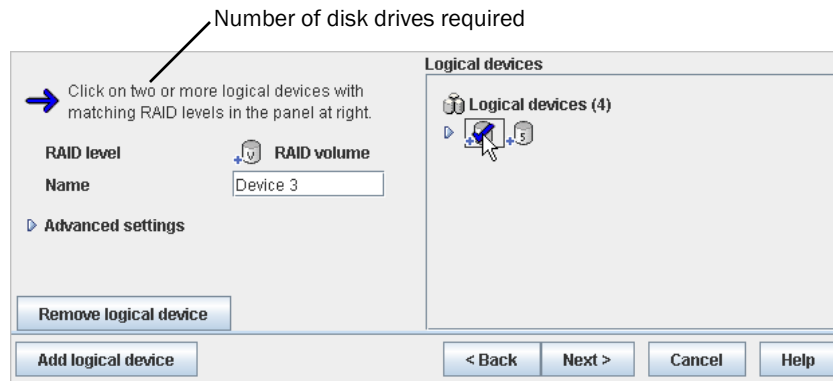 Number of disk drives required
Logical devices
Click on two or more logical devices with
matching RAID levels in the panel at right.
Logical devices (4)
5
RAID level
V
RAID volume
Name
Device 3
Advanced settings
Remove logical device
Add logical device
< Back
Next >
Cancel
Help